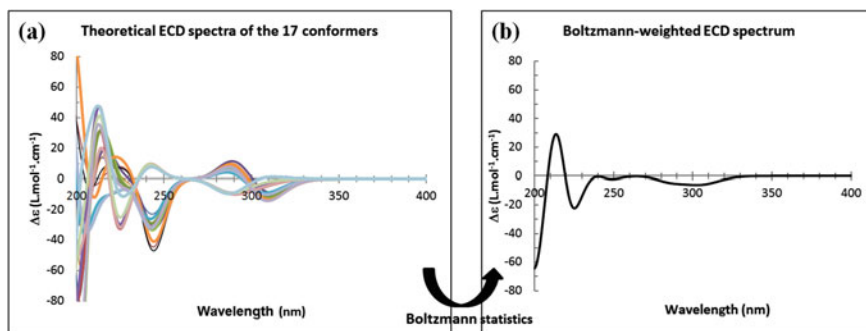 (a) Theoretical ECD spectra of the 17 conformers
80
60
40
20
0
-20
-40
-60
-80
200 250 300 350 400
Δε (L.mol⁻¹.cm⁻¹)
Wavelength (nm)
Boltzmann statistics
(b) Boltzmann-weighted ECD spectrum
80
60
40
20
0
-20
-40
-60
-80
200 250 300 350 400
Δε (L.mol⁻¹.cm⁻¹)
Wavelength (nm)